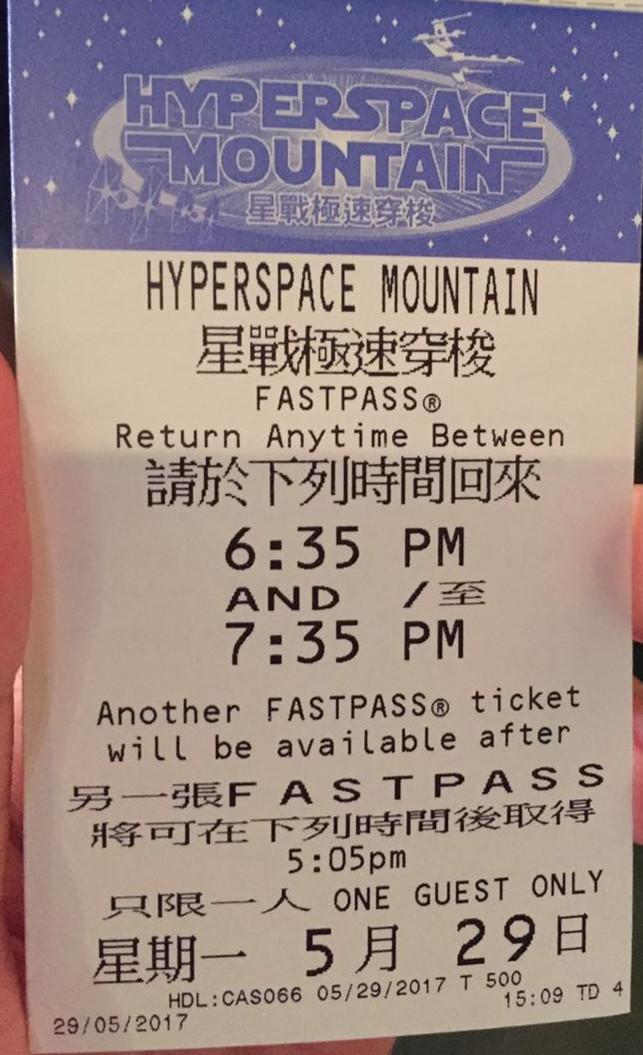 HYPERSPACE
MOUNTAIN
星戰極速穿梭
HYPERSPACE MOUNTAIN
星戰極速穿梭
FASTPASS®
Return Anytime Between
請於下列時間回來
6:35 PM
AND /至
7:35 PM
Another FASTPASS® ticket
will be available after
另一張FASTPASS
將可在下列時間後取得
5:05pm
只限一人 ONE GUEST ONLY
星期一 5月 29日
HDL:CAS066 05/29/2017 T 500
15:09 TD 4
29/05/2017